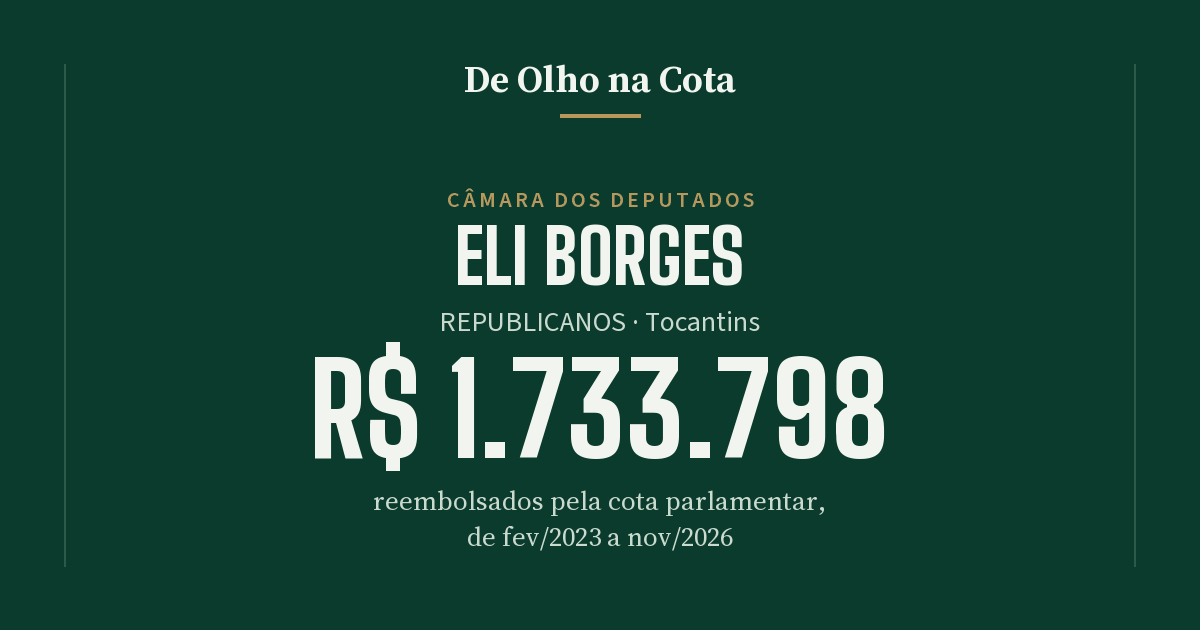 De Olho na Cota
CÂMARA DOS DEPUTADOS
ELI BORGES
REPUBLICANOS · Tocantins
R$ 1.733.798
reembolsados pela cota parlamentar,
de fev/2023 a nov/2026